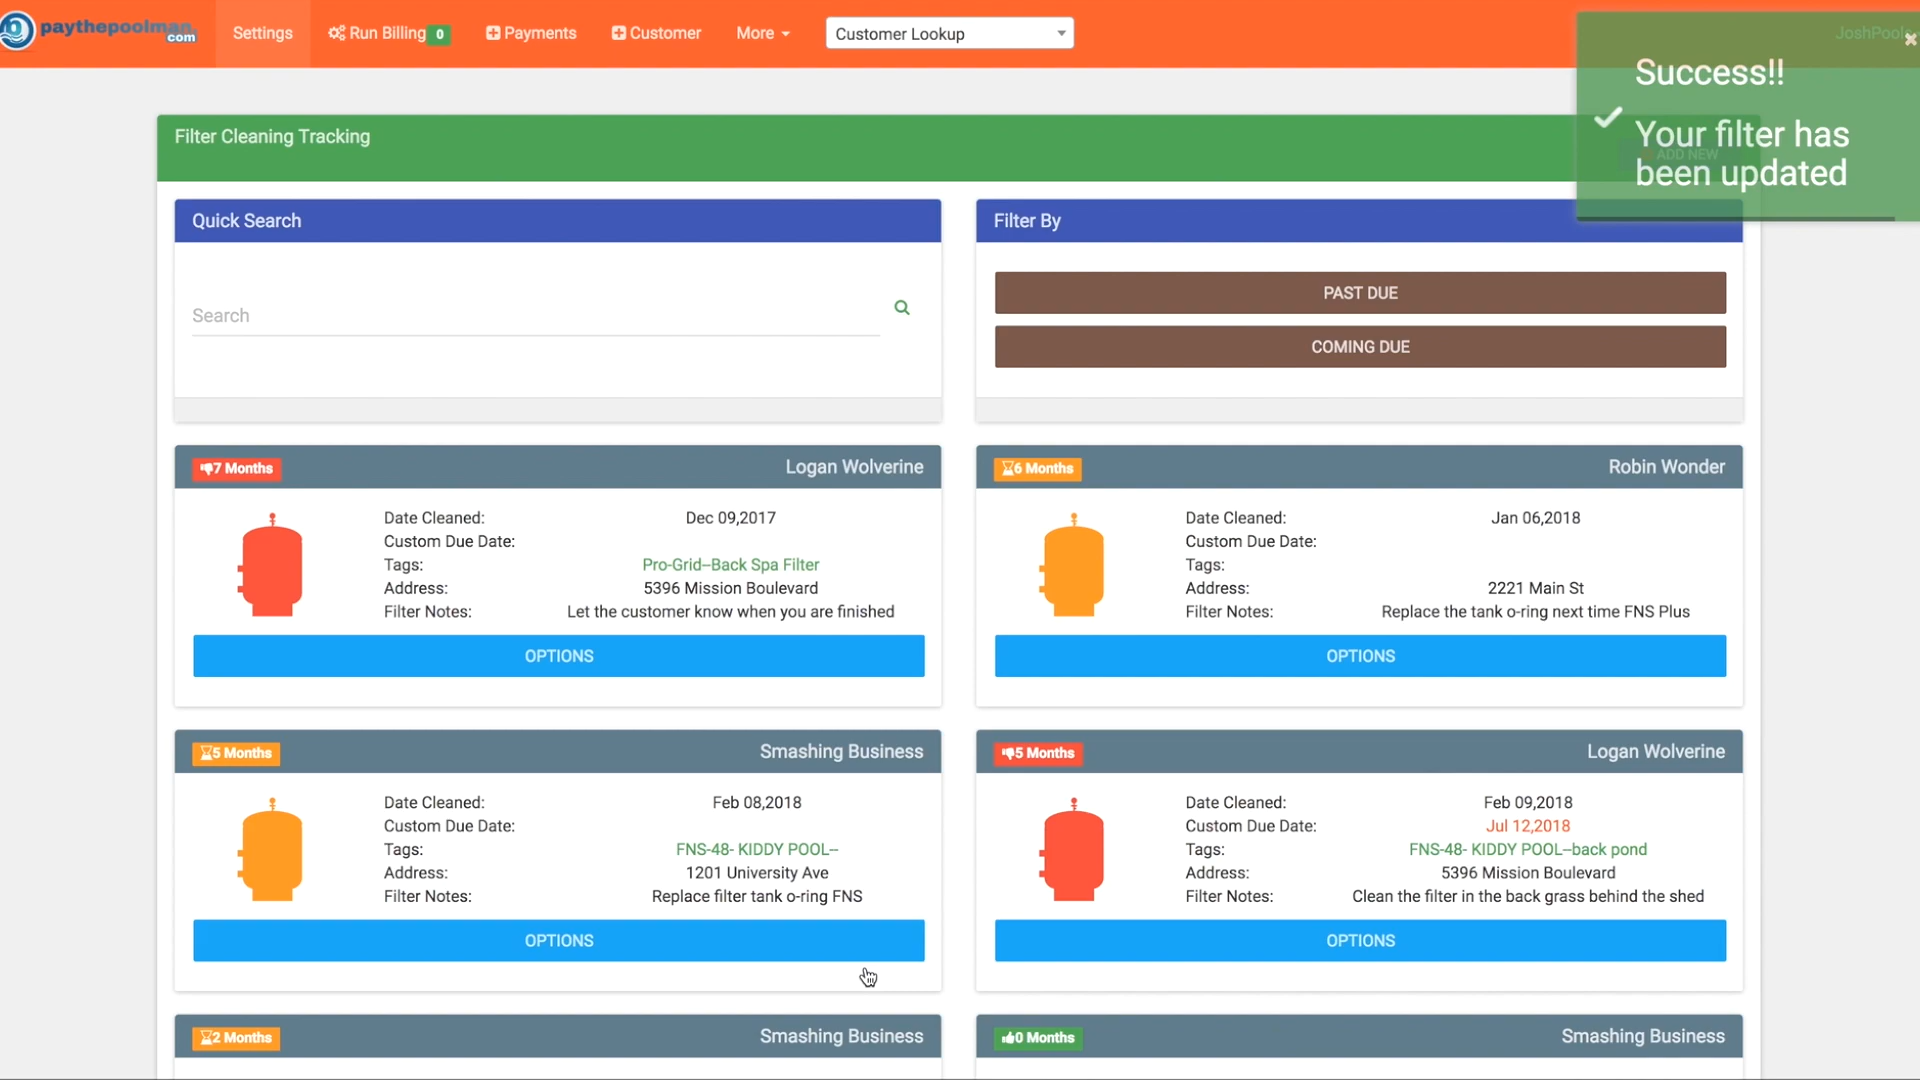 paythepoolman
com
Settings
Run Billing 0
Payments
Customer
More
Customer Lookup
JoshPools
Success!!
Your filter has
been updated
Filter Cleaning Tracking
ADD NEW
Quick Search
Search
Filter By
PAST DUE
COMING DUE
7 Months
Logan Wolverine
Date Cleaned: Dec 09,2017
Custom Due Date:
Tags: Pro-Grid--Back Spa Filter
Address: 5396 Mission Boulevard
Filter Notes: Let the customer know when you are finished
OPTIONS
6 Months
Robin Wonder
Date Cleaned: Jan 06,2018
Custom Due Date:
Tags:
Address: 2221 Main St
Filter Notes: Replace the tank o-ring next time FNS Plus
OPTIONS
5 Months
Smashing Business
Date Cleaned: Feb 08,2018
Custom Due Date:
Tags: FNS-48- KIDDY POOL--
Address: 1201 University Ave
Filter Notes: Replace filter tank o-ring FNS
OPTIONS
5 Months
Logan Wolverine
Date Cleaned: Feb 09,2018
Custom Due Date: Jul 12,2018
Tags: FNS-48- KIDDY POOL--back pond
Address: 5396 Mission Boulevard
Filter Notes: Clean the filter in the back grass behind the shed
OPTIONS
2 Months
Smashing Business
0 Months
Smashing Business